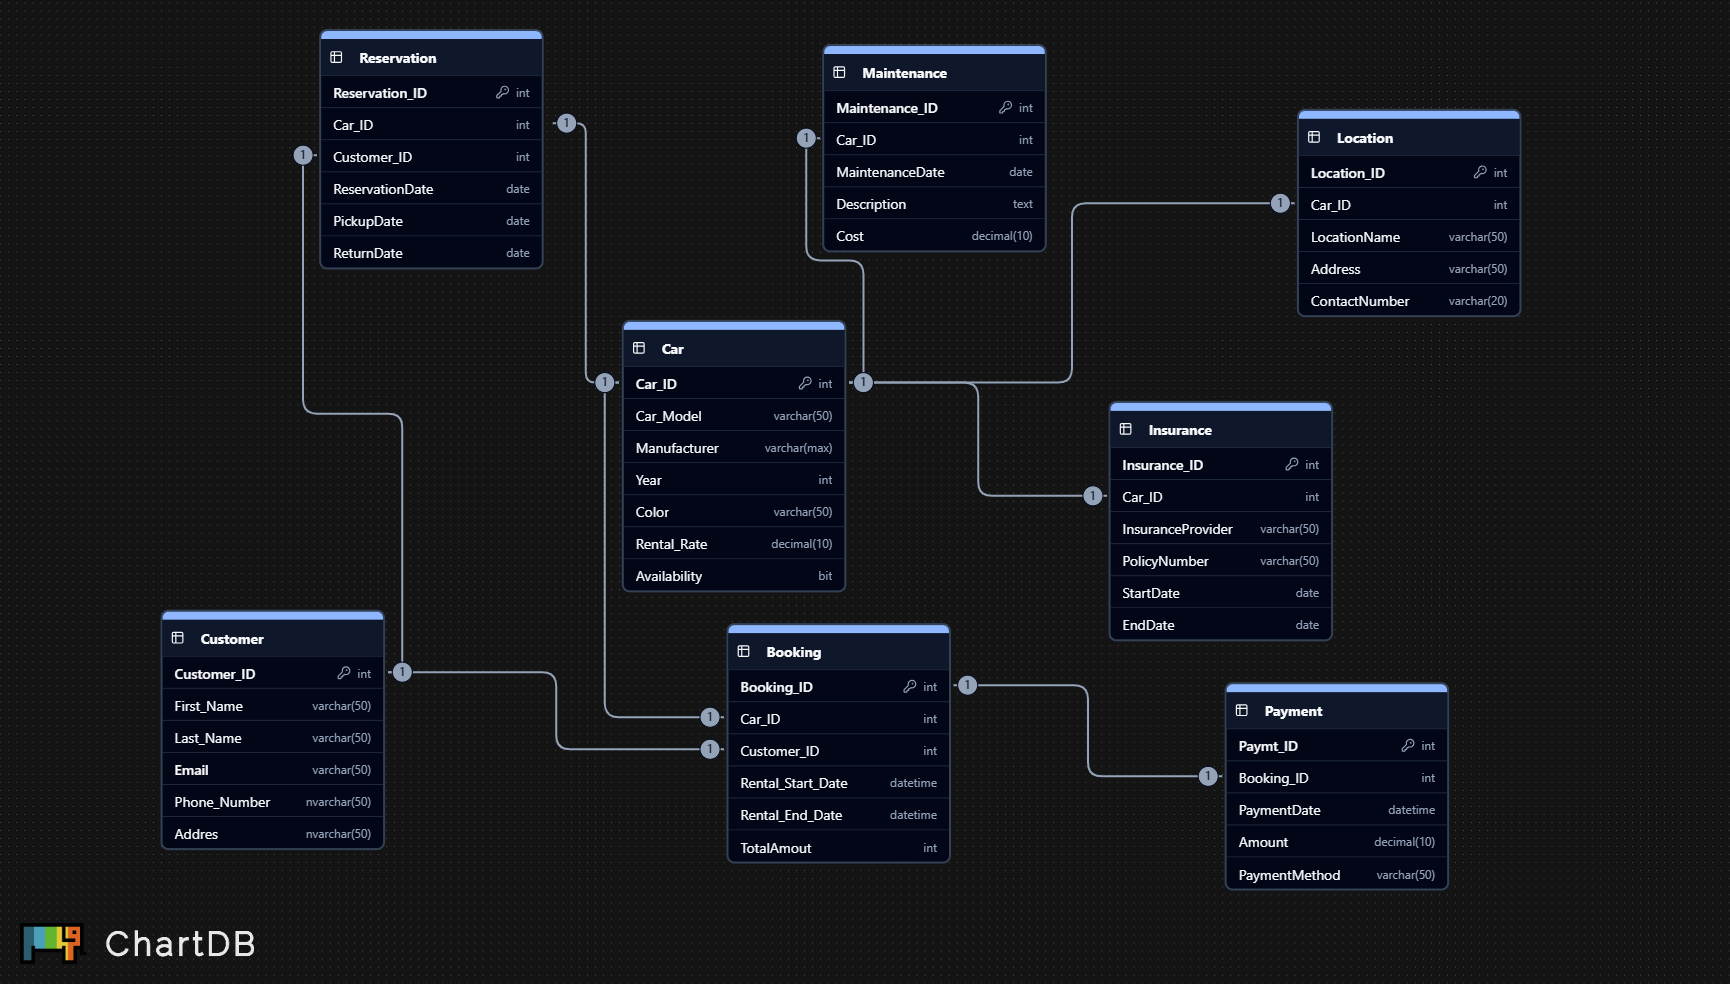 Reservation
Reservation_ID int
Car_ID int
Customer_ID int
ReservationDate date
PickupDate date
ReturnDate date
1
1
Maintenance
Maintenance_ID int
Car_ID int
MaintenanceDate date
Description text
Cost decimal(10)
1
Location
Location_ID int
Car_ID int
LocationName varchar(50)
Address varchar(50)
ContactNumber varchar(20)
1
Car
Car_ID int
Car_Model varchar(50)
Manufacturer varchar(max)
Year int
Color varchar(50)
Rental_Rate decimal(10)
Availability bit
1
1
Insurance
Insurance_ID int
Car_ID int
InsuranceProvider varchar(50)
PolicyNumber varchar(50)
StartDate date
EndDate date
1
Customer
Customer_ID int
First_Name varchar(50)
Last_Name varchar(50)
Email varchar(50)
Phone_Number nvarchar(50)
Addres nvarchar(50)
1
Booking
Booking_ID int
Car_ID int
Customer_ID int
Rental_Start_Date datetime
Rental_End_Date datetime
TotalAmout int
1
1
1
Payment
Paymt_ID int
Booking_ID int
PaymentDate datetime
Amount decimal(10)
PaymentMethod varchar(50)
1
ChartDB